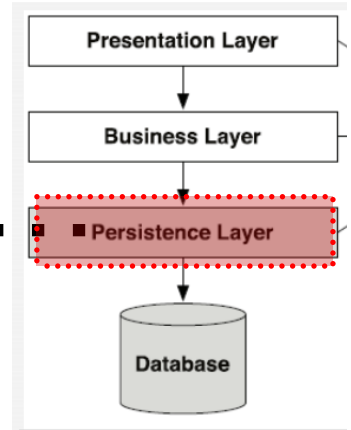 Presentation Layer
Business Layer
Persistence Layer
Database